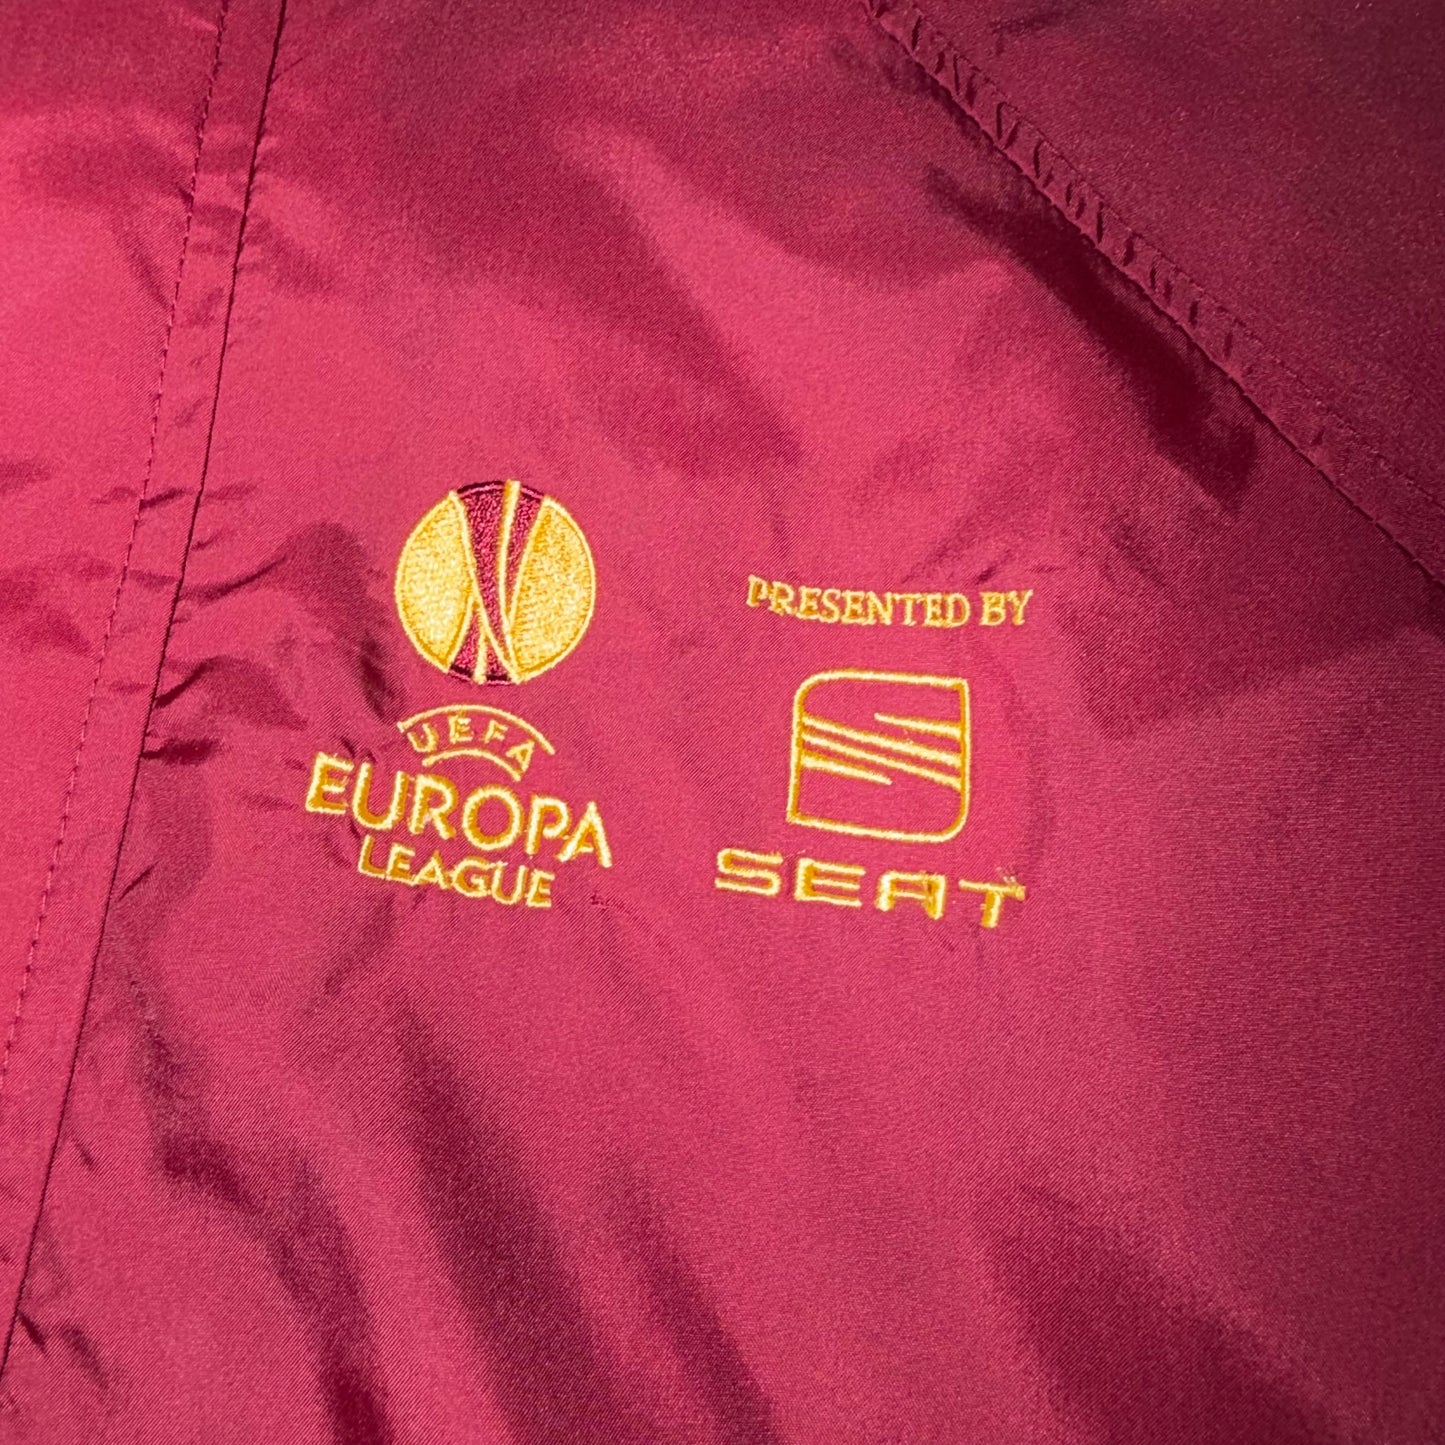 UEFA
EUROPA
LEAGUE
PRESENTED BY
SEAT